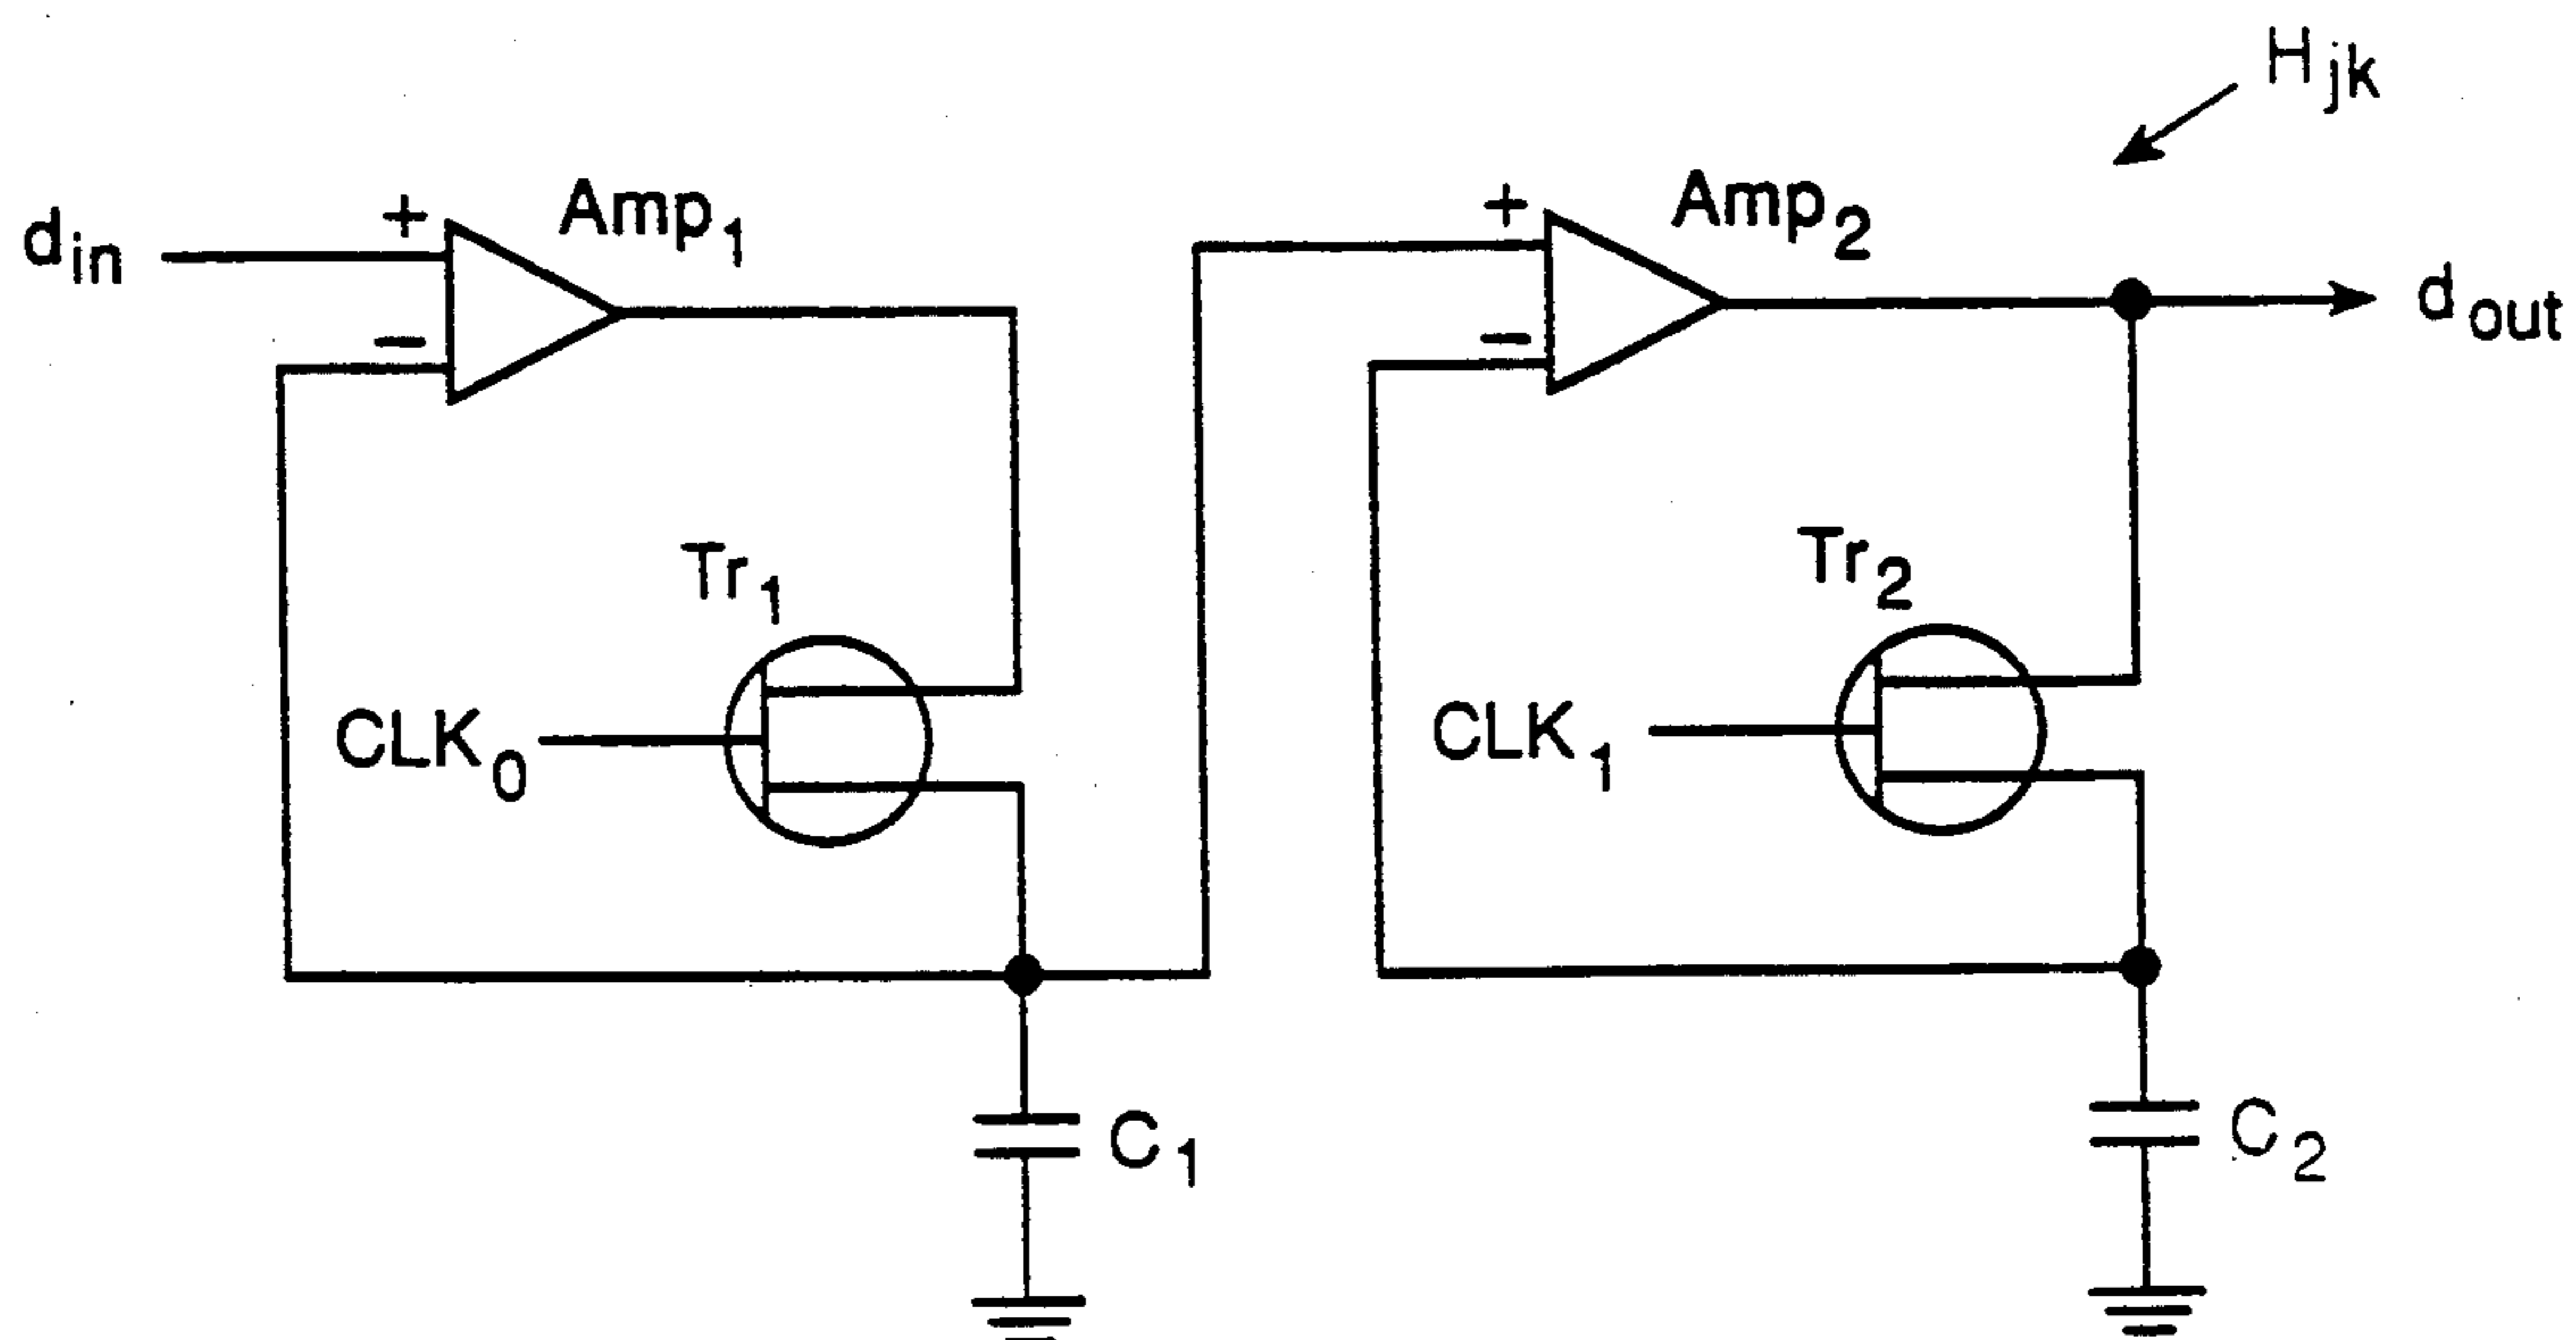 H jk
d in
+
−
Amp 1
+
−
Amp 2
d out
Tr 1
Tr 2
CLK 0
CLK 1
C 1
C 2